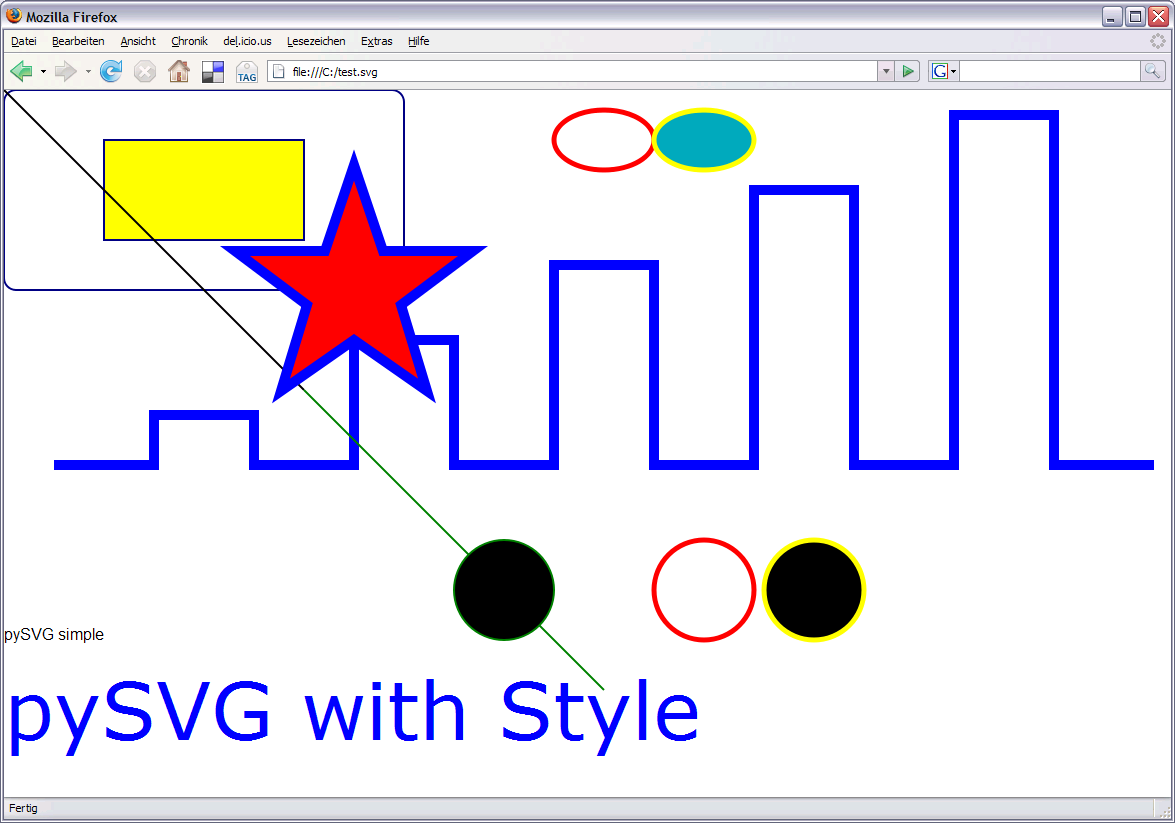 Mozilla Firefox
Datei Bearbeiten Ansicht Chronik del.icio.us Lesezeichen Extras Hilfe
TAG file:///C:/test.svg G
pySVG simple
pySVG with Style
Fertig